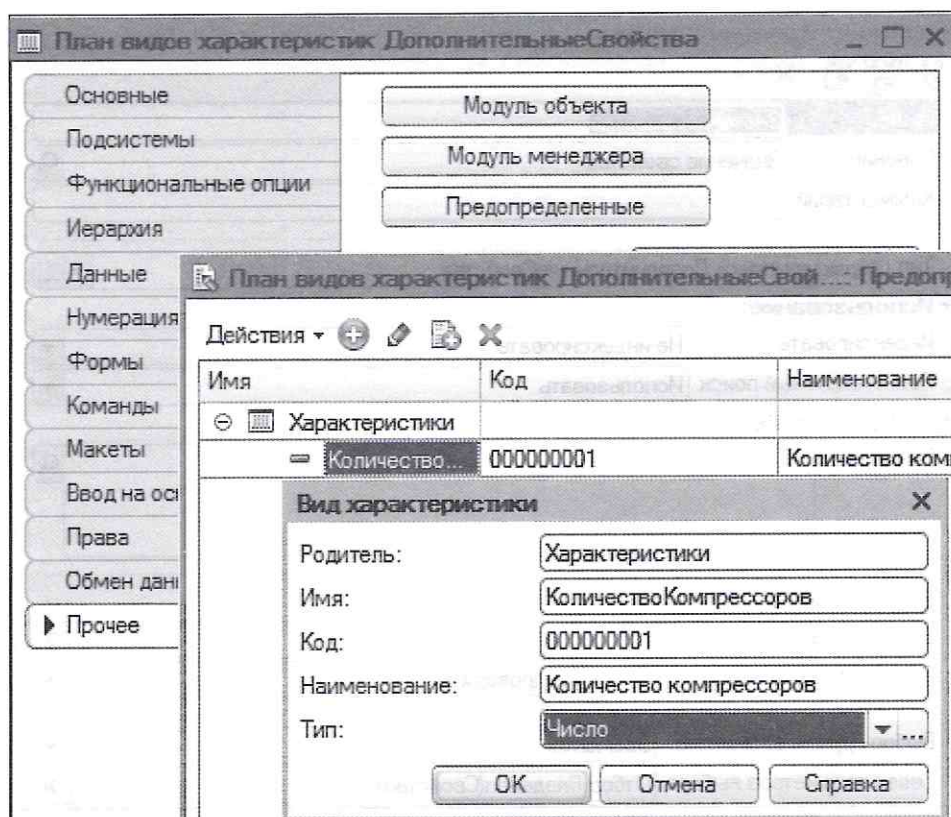 План видов характеристик ДополнительныеСвойства
Основные
Подсистемы
Функциональные опции
Иерархия
Данные
Нумерация
Формы
Команды
Макеты
Ввод на осн
Права
Обмен данн
Прочее
Модуль объекта
Модуль менеджера
Предопределенные
План видов характеристик ДополнительныеСвой...: Предопр
Действия
Имя Код Наименование
Характеристики
Количество... 000000001 Количество ком
Вид характеристики
Родитель: Характеристики
Имя: КоличествоКомпрессоров
Код: 000000001
Наименование: Количество компрессоров
Тип: Число
...
ОК Отмена Справка